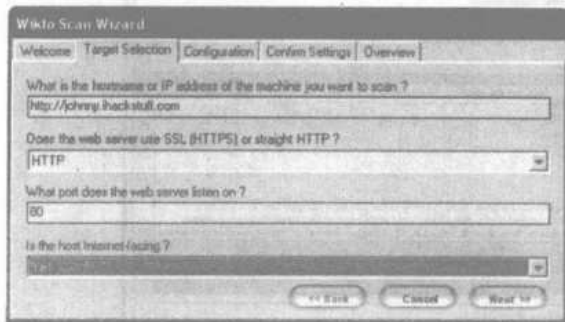 Wikto Scan Wizard
Welcome Target Selection Configuration Confirm Settings Overview
What is the hostname or IP address of the machine you want to scan ?
http://johnny.ihackstuff.com
Does the web server use SSL (HTTPS) or straight HTTP ?
HTTP
What port does the web server listen on ?
80
Is the host Internet-facing ?
<< Back Cancel Next >>